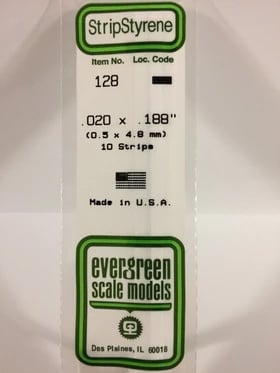 StripStyrene
Item No. Loc. Code
128
.020 x .188"
(0.5 x 4.8 mm)
10 Strips
Made in U.S.A.
evergreen
scale models
Des Plaines, IL 60018